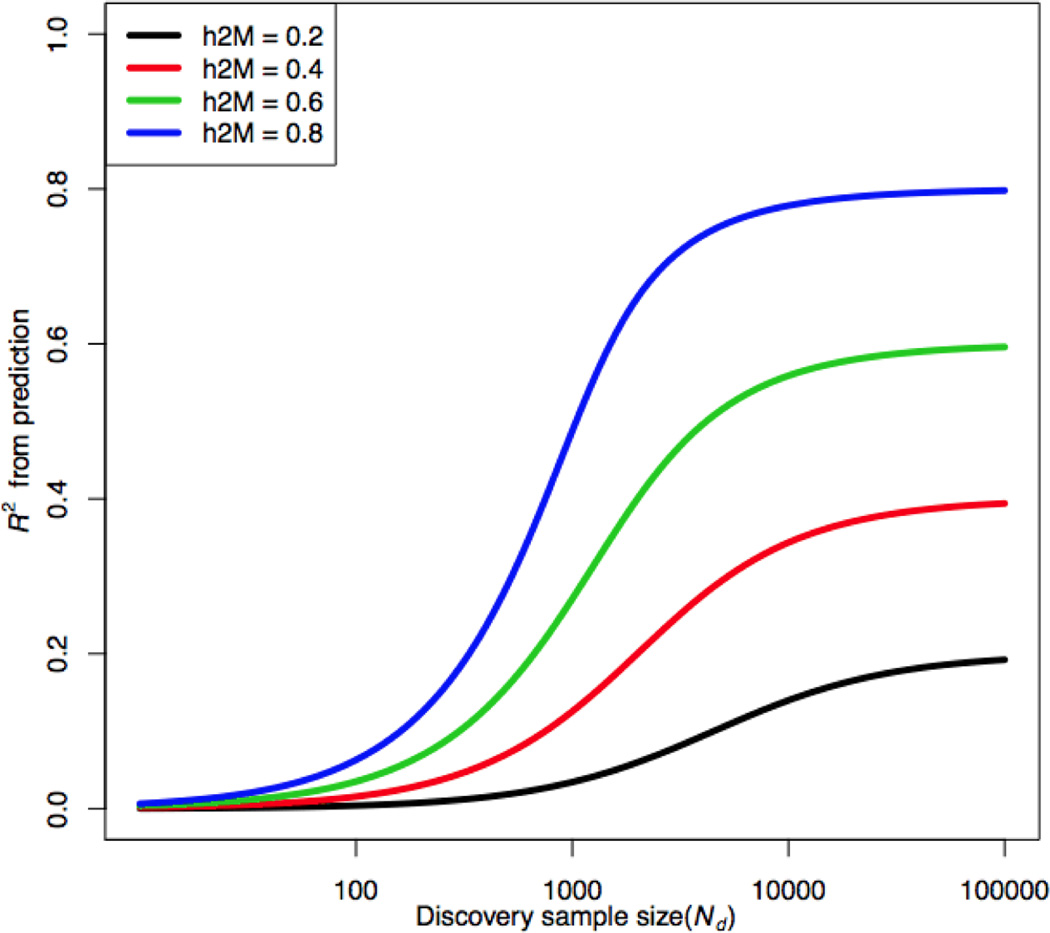 h2M = 0.2
h2M = 0.4
h2M = 0.6
h2M = 0.8
1.0
0.8
0.6
0.4
0.2
0.0
R² from prediction
100
1000
10000
100000
Discovery sample size(Nd)